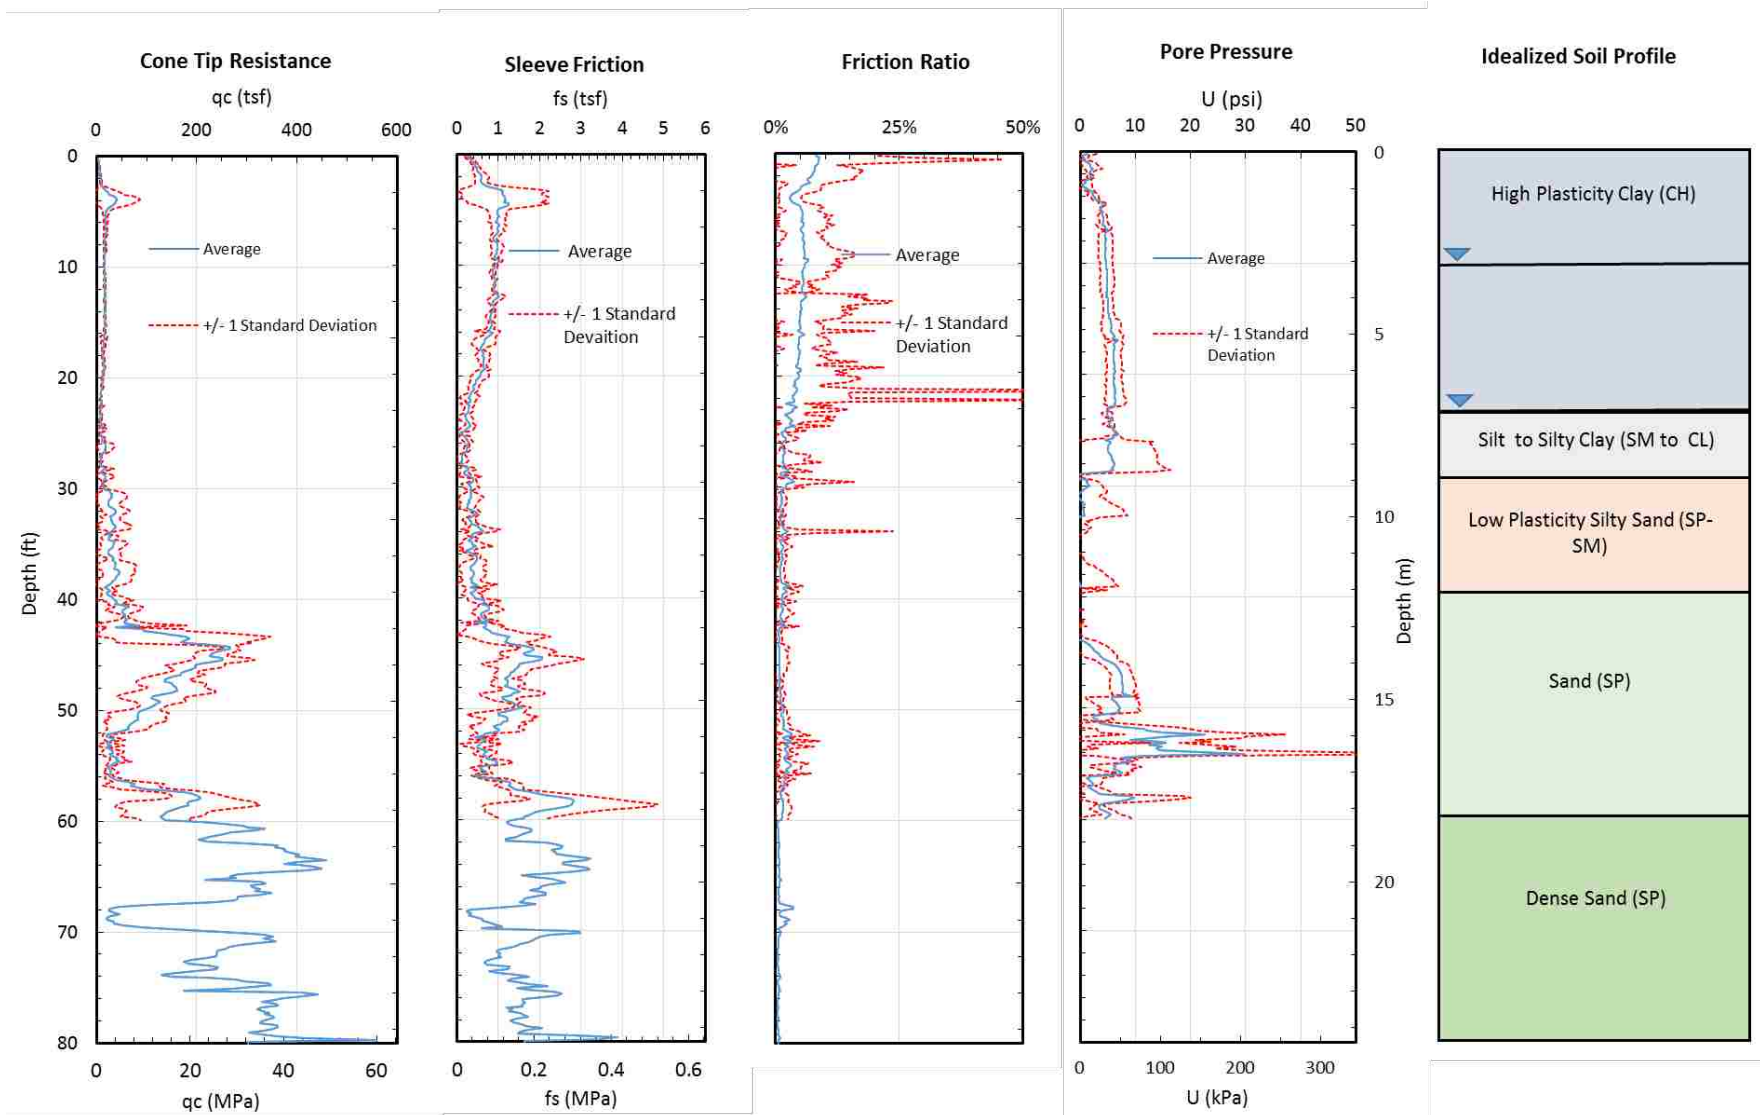 Cone Tip Resistance
qc (tsf)
0 200 400 600
0
10
20
30
40
50
60
70
80
Depth (ft)
Average
+/- 1 Standard Deviation
0 20 40 60
qc (MPa)
Sleeve Friction
fs (tsf)
0 1 2 3 4 5 6
Average
+/- 1 Standard
Devaition
0 0.2 0.4 0.6
fs (MPa)
Friction Ratio
0% 25% 50%
Average
+/- 1 Standard
Deviation
Pore Pressure
U (psi)
0 10 20 30 40 50
Average
+/- 1 Standard
Deviation
0
5
10
15
20
Depth (m)
0 100 200 300
U (kPa)
Idealized Soil Profile
High Plasticity Clay (CH)
Silt to Silty Clay (SM to CL)
Low Plasticity Silty Sand (SP-
SM)
Sand (SP)
Dense Sand (SP)